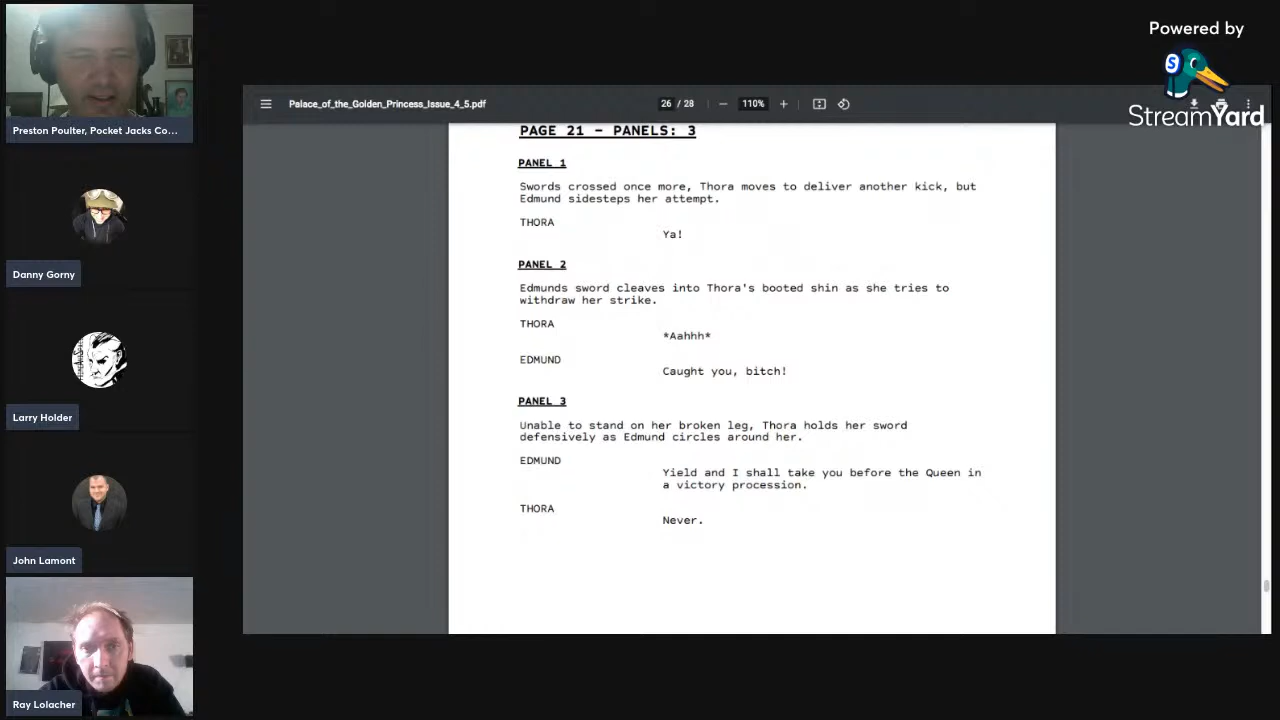 Powered by
S
StreamYard
Palace_of_the_Golden_Princess_Issue_4_5.pdf
26 / 28
110%
PAGE 21 - PANELS: 3
PANEL 1
Swords crossed once more, Thora moves to deliver another kick, but
Edmund sidesteps her attempt.
THORA
Ya!
PANEL 2
Edmunds sword cleaves into Thora's booted shin as she tries to
withdraw her strike.
THORA
*Aahhh*
EDMUND
Caught you, bitch!
PANEL 3
Unable to stand on her broken leg, Thora holds her sword
defensively as Edmund circles around her.
EDMUND
Yield and I shall take you before the Queen in
a victory procession.
THORA
Never.
Preston Poulter, Pocket Jacks Co...
Danny Gorny
Larry Holder
John Lamont
Ray Lolacher